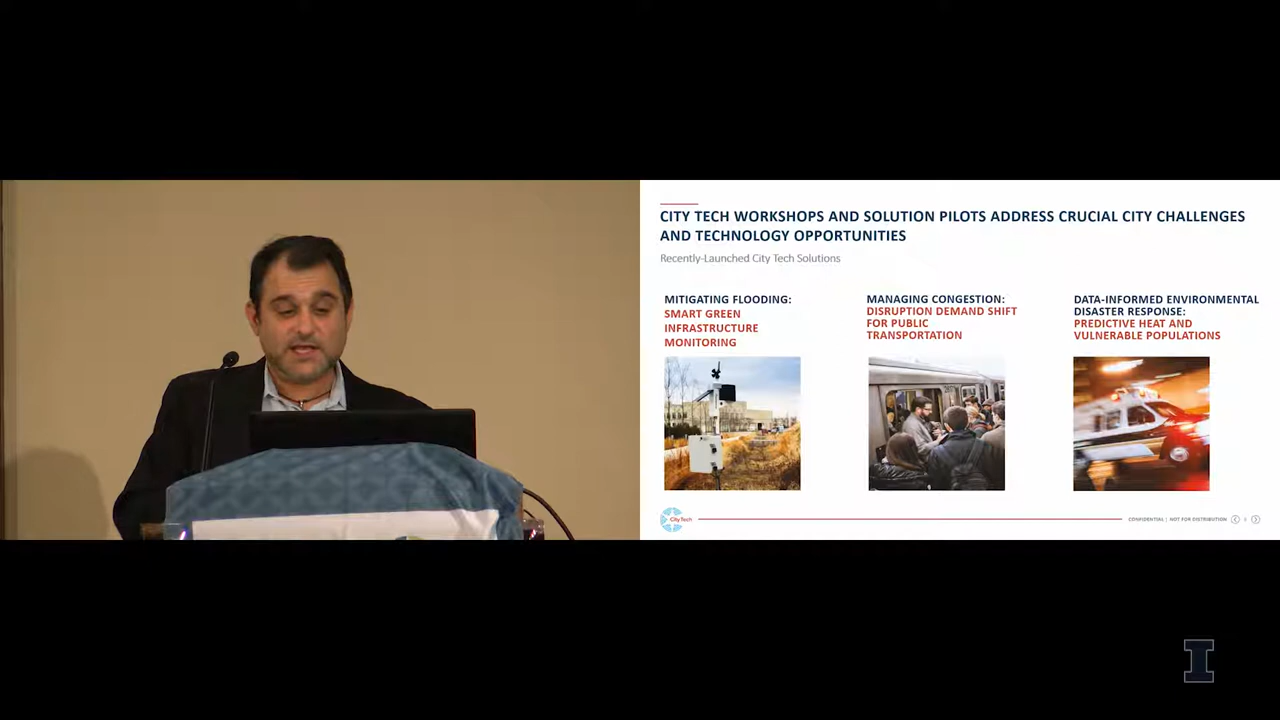 CITY TECH WORKSHOPS AND SOLUTION PILOTS ADDRESS CRUCIAL CITY CHALLENGES
AND TECHNOLOGY OPPORTUNITIES
Recently-Launched City Tech Solutions
MITIGATING FLOODING:
SMART GREEN
INFRASTRUCTURE
MONITORING
MANAGING CONGESTION:
DISRUPTION DEMAND SHIFT
FOR PUBLIC
TRANSPORTATION
DATA-INFORMED ENVIRONMENTAL
DISASTER RESPONSE:
PREDICTIVE HEAT AND
VULNERABLE POPULATIONS
City Tech
CONFIDENTIAL | NOT FOR DISTRIBUTION
I